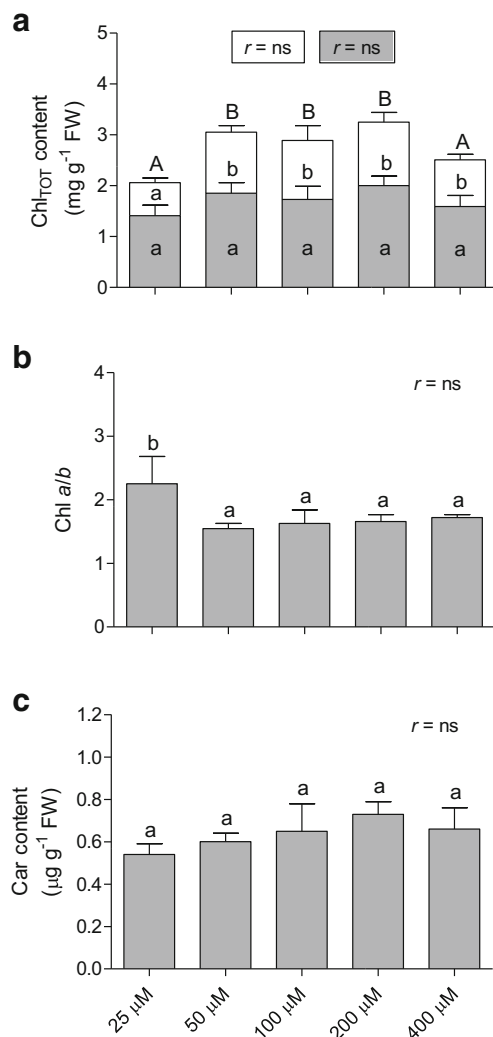 a
r = ns r = ns
Chl_TOT content
(mg g⁻¹ FW)
5
4
3
2
1
0
A B B B A
a b b b b
a a a a a
b
r = ns
Chl a/b
4
3
2
1
0
b a a a a
c
r = ns
Car content
(µg g⁻¹ FW)
1.2
1.0
0.8
0.6
0.4
0.2
0.0
a a a a a
25 µM 50 µM 100 µM 200 µM 400 µM